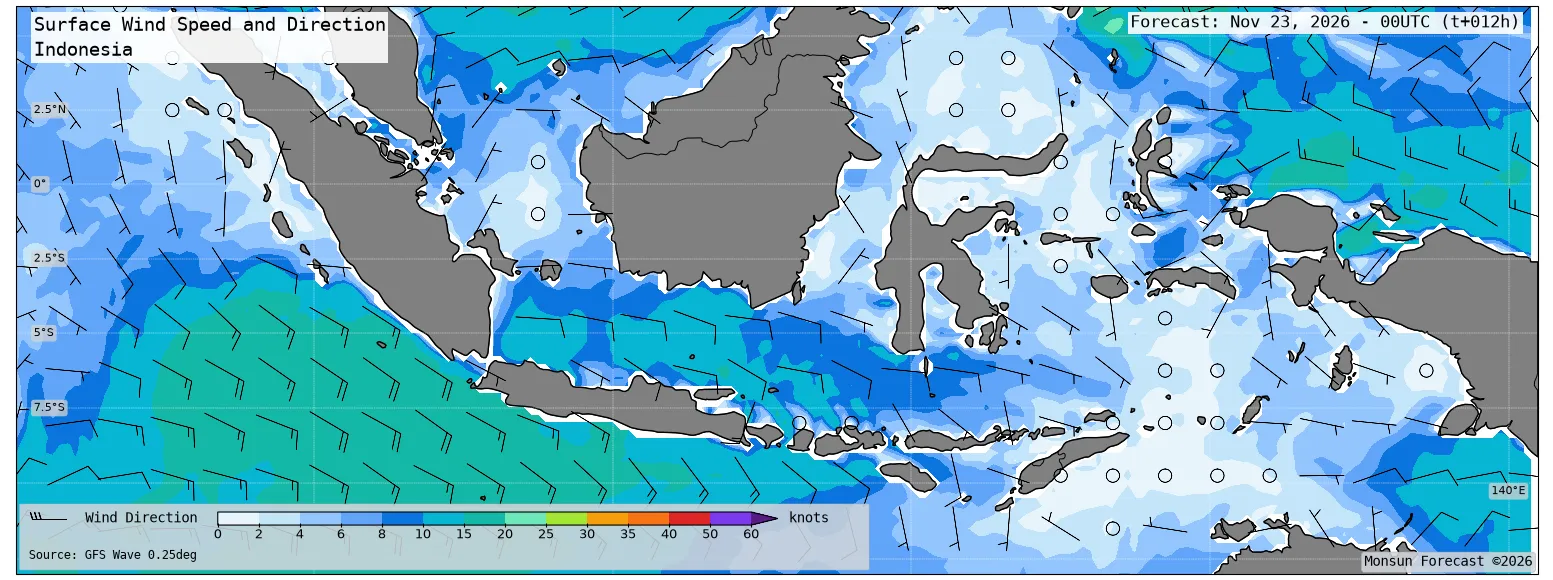 Surface Wind Speed and Direction
Indonesia
Forecast: Nov 23, 2026 - 00UTC (t+012h)
2.5°N
0°
2.5°S
5°S
7.5°S
140°E
Wind Direction
0 2 4 6 8 10 15 20 25 30 35 40 50 60
knots
Source: GFS Wave 0.25deg
Monsun Forecast ©2026